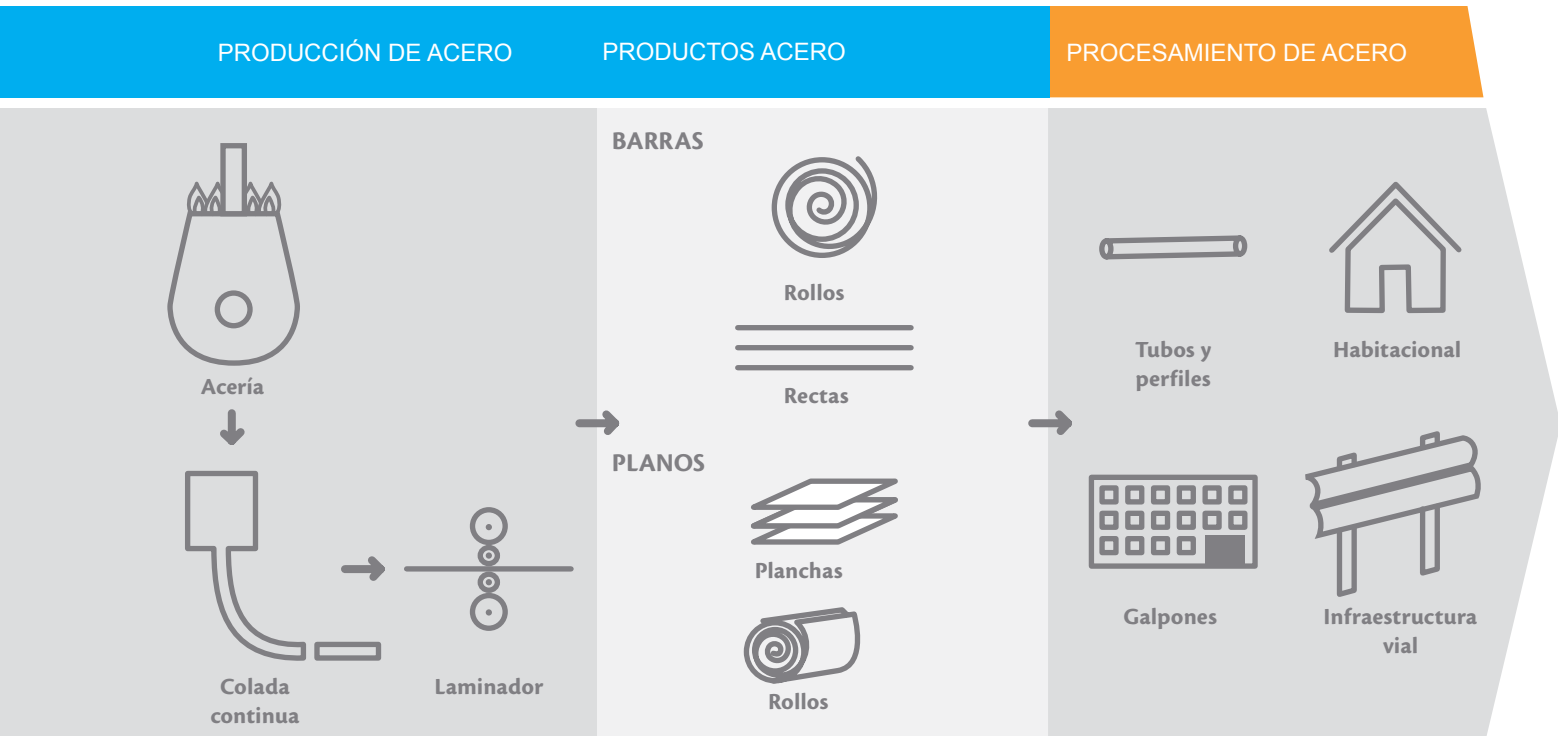 PRODUCCIÓN DE ACERO
PRODUCTOS ACERO
PROCESAMIENTO DE ACERO
Acería
Colada
continua
Laminador
BARRAS
Rollos
Rectas
PLANOS
Planchas
Rollos
Tubos y
perfiles
Habitacional
Galpones
Infraestructura
vial